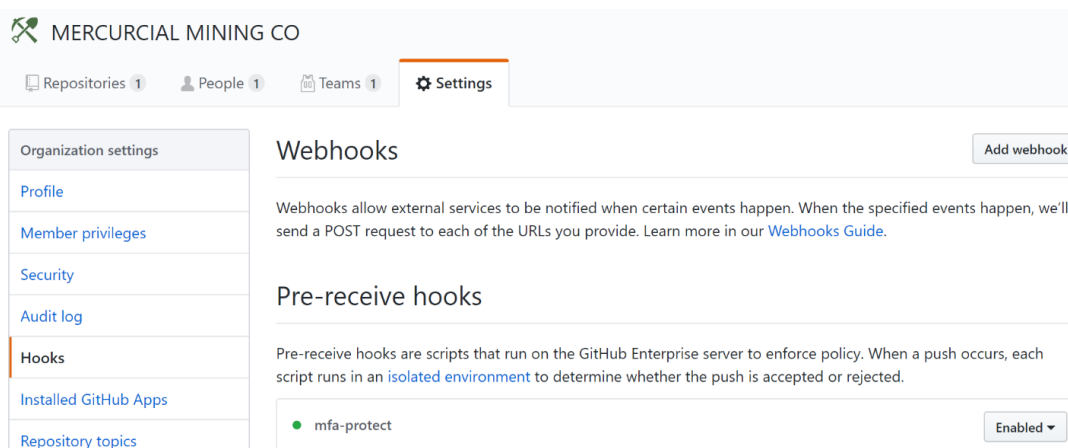 MERCURCIAL MINING CO
Repositories 1 People 1 Teams 1 Settings
Organization settings
Profile
Member privileges
Security
Audit log
Hooks
Installed GitHub Apps
Repository topics
Webhooks
Add webhook
Webhooks allow external services to be notified when certain events happen. When the specified events happen, we'll
send a POST request to each of the URLs you provide. Learn more in our Webhooks Guide.
Pre-receive hooks
Pre-receive hooks are scripts that run on the GitHub Enterprise server to enforce policy. When a push occurs, each
script runs in an isolated environment to determine whether the push is accepted or rejected.
mfa-protect
Enabled